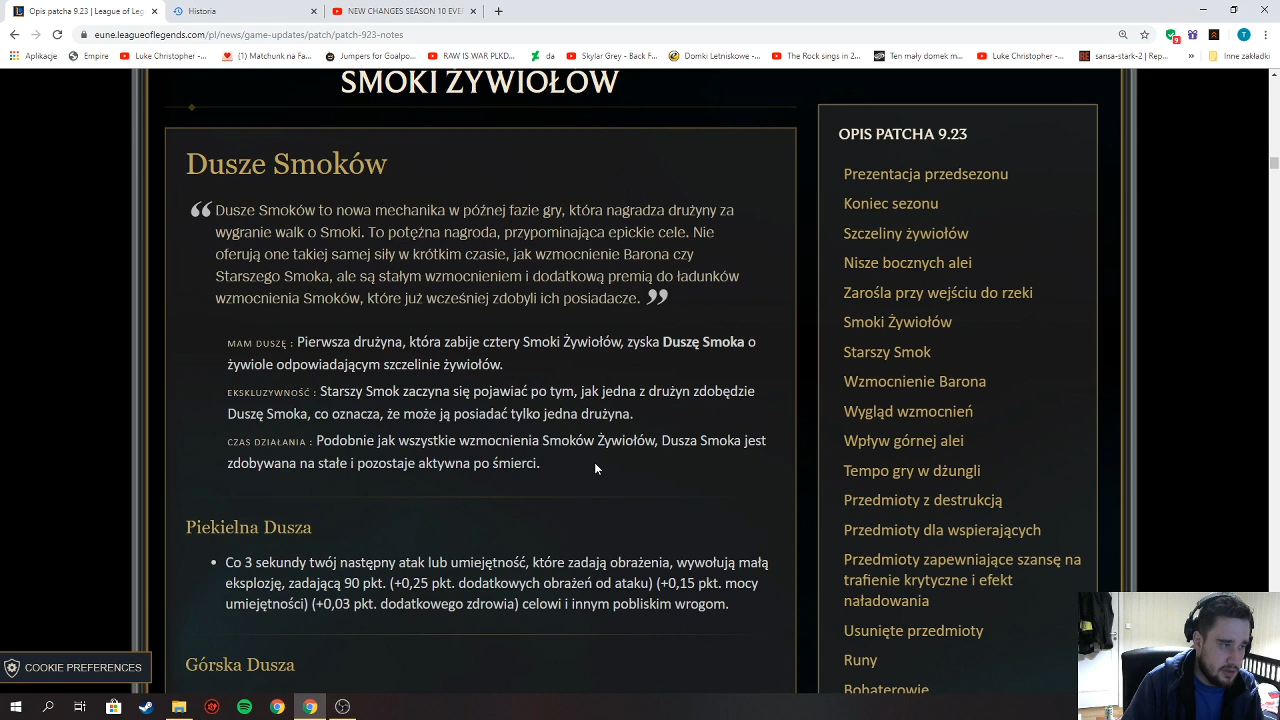 Opis patcha 9.23 | League of Leg
Historia
NEW CHANGES SEASON 10 EVE
eune.leagueoflegends.com/pl/news/game-updates/patch/patch-923-notes
Aplikacje
Empire
Luke Christopher -...
(1) Matchunk na Fa...
Jumpers for Goalpo...
RAW IS WAR PLKD...
da
Skylar Grey - Back F...
Domki Letniskowe -...
The Rock sings in 2...
Ten mały domek m...
Luke Christopher -...
sansa-stark-2 | Rep...
»
Inne zakładki
SMOKI ŻYWIOŁÓW
Dusze Smoków
Dusze Smoków to nowa mechanika w późnej fazie gry, która nagradza drużyny za
wygranie walk o Smoki. To potężna nagroda, przypominająca epickie cele. Nie
oferują one takiej samej siły w krótkim czasie, jak wzmocnienie Barona czy
Starszego Smoka, ale są stałym wzmocnieniem i dodatkową premią do ładunków
wzmocnienia Smoków, które już wcześniej zdobyli ich posiadacze.
MAM DUSZĘ : Pierwsza drużyna, która zabije cztery Smoki Żywiołów, zyska Duszę Smoka o
żywiole odpowiadającym szczelinie żywiołów.
EKSKLUZYWNOŚĆ : Starszy Smok zaczyna się pojawiać po tym, jak jedna z drużyn zdobędzie
Duszę Smoka, co oznacza, że może ją posiadać tylko jedna drużyna.
CZAS DZIAŁANIA : Podobnie jak wszystkie wzmocnienia Smoków Żywiołów, Dusza Smoka jest
zdobywana na stałe i pozostaje aktywna po śmierci.
Piekielna Dusza
• Co 3 sekundy twój następny atak lub umiejętność, które zadają obrażenia, wywołują małą
eksplozję, zadającą 90 pkt. (+0,25 pkt. dodatkowych obrażeń od ataku) (+0,15 pkt. mocy
umiejętności) (+0,03 pkt. dodatkowego zdrowia) celowi i innym pobliskim wrogom.
Górska Dusza
OPIS PATCHA 9.23
Prezentacja przedsezonu
Koniec sezonu
Szczeliny żywiołów
Nisze bocznych alei
Zarośla przy wejściu do rzeki
Smoki Żywiołów
Starszy Smok
Wzmocnienie Barona
Wygląd wzmocnień
Wpływ górnej alei
Tempo gry w dżungli
Przedmioty z destrukcją
Przedmioty dla wspierających
Przedmioty zapewniające szansę na
trafienie krytyczne i efekt
naładowania
Usunięte przedmioty
Runy
Bohaterowie
COOKIE PREFERENCES